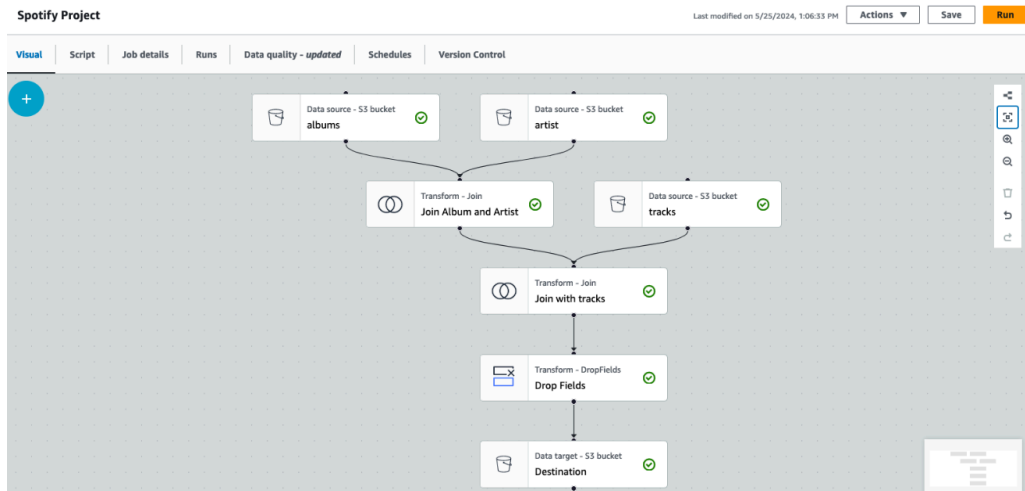 Spotify Project
Last modified on 5/25/2024, 1:06:33 PM
Actions ▼
Save
Run
Visual
Script
Job details
Runs
Data quality - updated
Schedules
Version Control
+
Data source - S3 bucket
albums
Data source - S3 bucket
artist
Transform - Join
Join Album and Artist
Data source - S3 bucket
tracks
Transform - Join
Join with tracks
Transform - DropFields
Drop Fields
Data target - S3 bucket
Destination